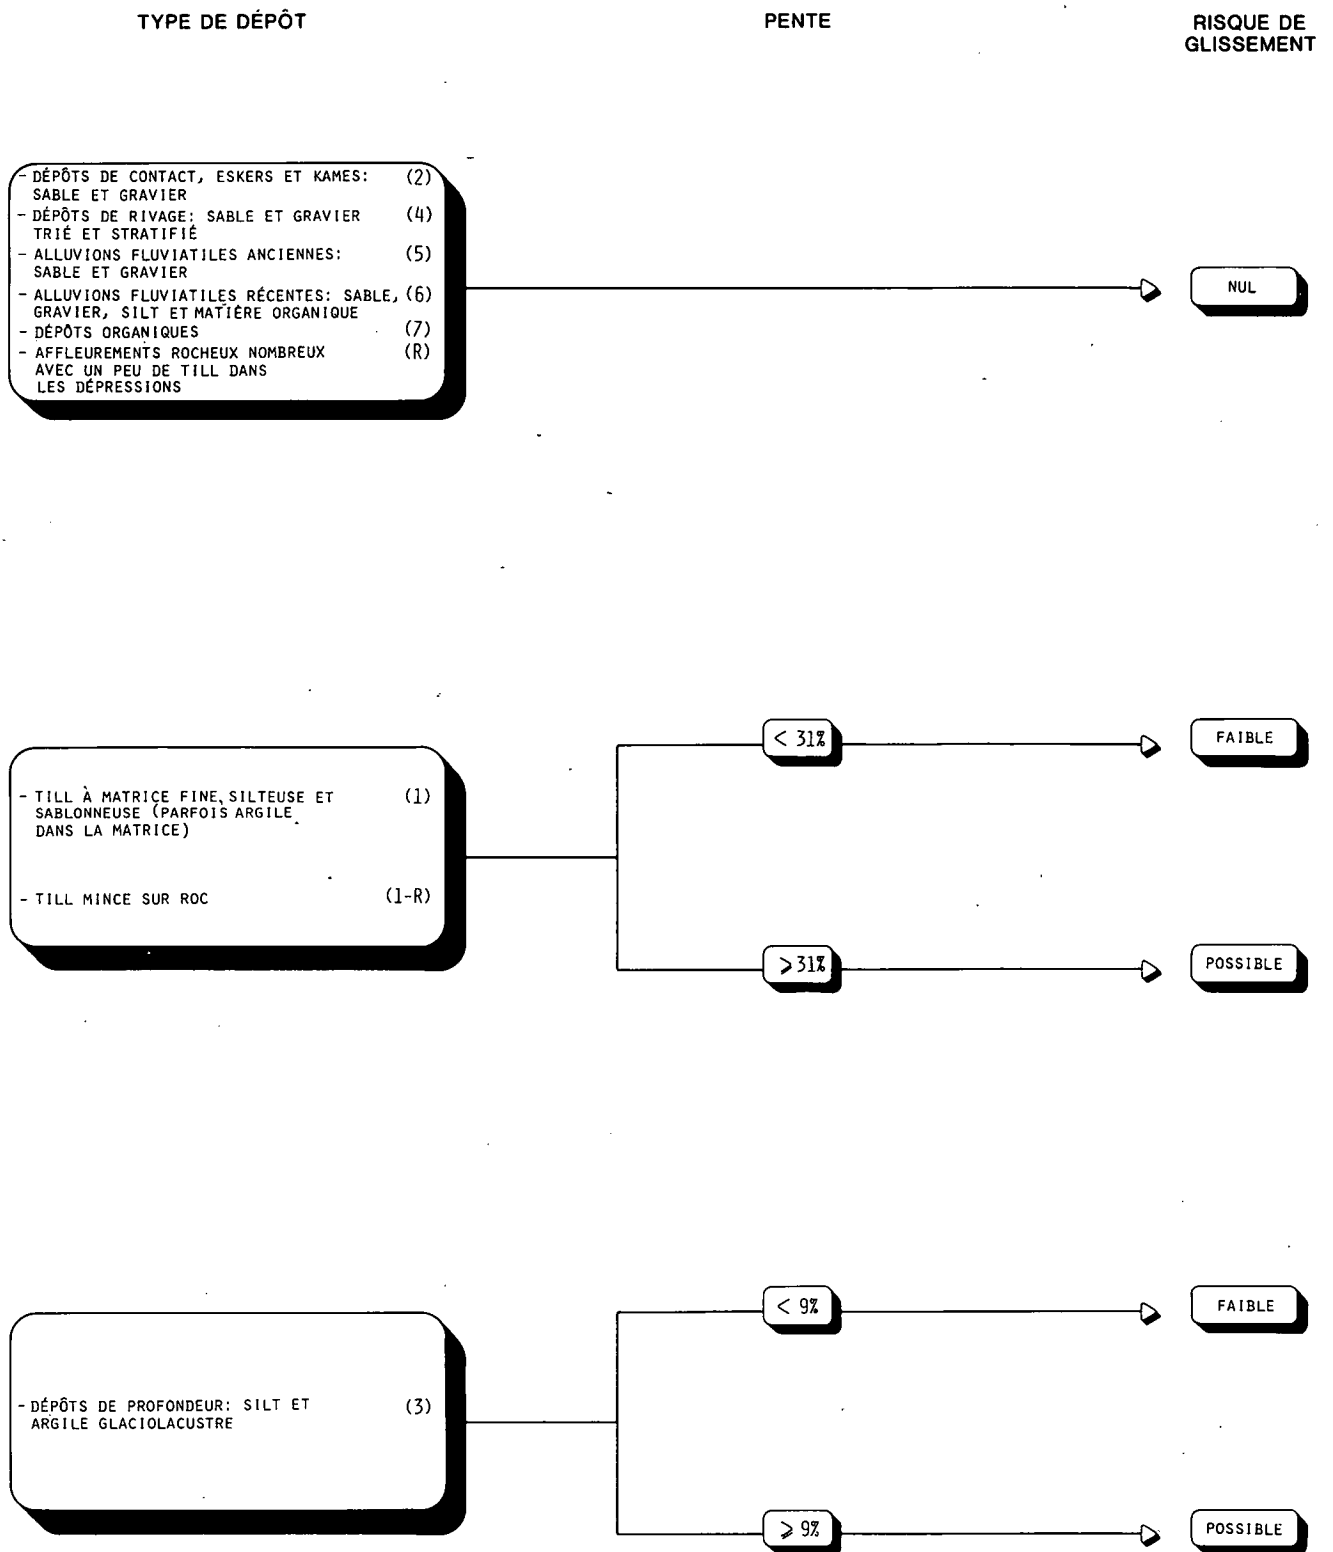 TYPE DE DÉPÔT
PENTE
RISQUE DE
GLISSEMENT
- DÉPÔTS DE CONTACT, ESKERS ET KAMES: (2)
SABLE ET GRAVIER
- DÉPÔTS DE RIVAGE: SABLE ET GRAVIER (4)
TRIÉ ET STRATIFIÉ
- ALLUVIONS FLUVIATILES ANCIENNES: (5)
SABLE ET GRAVIER
- ALLUVIONS FLUVIATILES RÉCENTES: SABLE, (6)
GRAVIER, SILT ET MATIÈRE ORGANIQUE
- DÉPÔTS ORGANIQUES (7)
- AFFLEUREMENTS ROCHEUX NOMBREUX (R)
AVEC UN PEU DE TILL DANS
LES DÉPRESSIONS
NUL
- TILL À MATRICE FINE, SILTEUSE ET (1)
SABLONNEUSE (PARFOIS ARGILE
DANS LA MATRICE)
- TILL MINCE SUR ROC (1-R)
< 31%
FAIBLE
⩾ 31%
POSSIBLE
- DÉPÔTS DE PROFONDEUR: SILT ET (3)
ARGILE GLACIOLACUSTRE
< 9%
FAIBLE
⩾ 9%
POSSIBLE